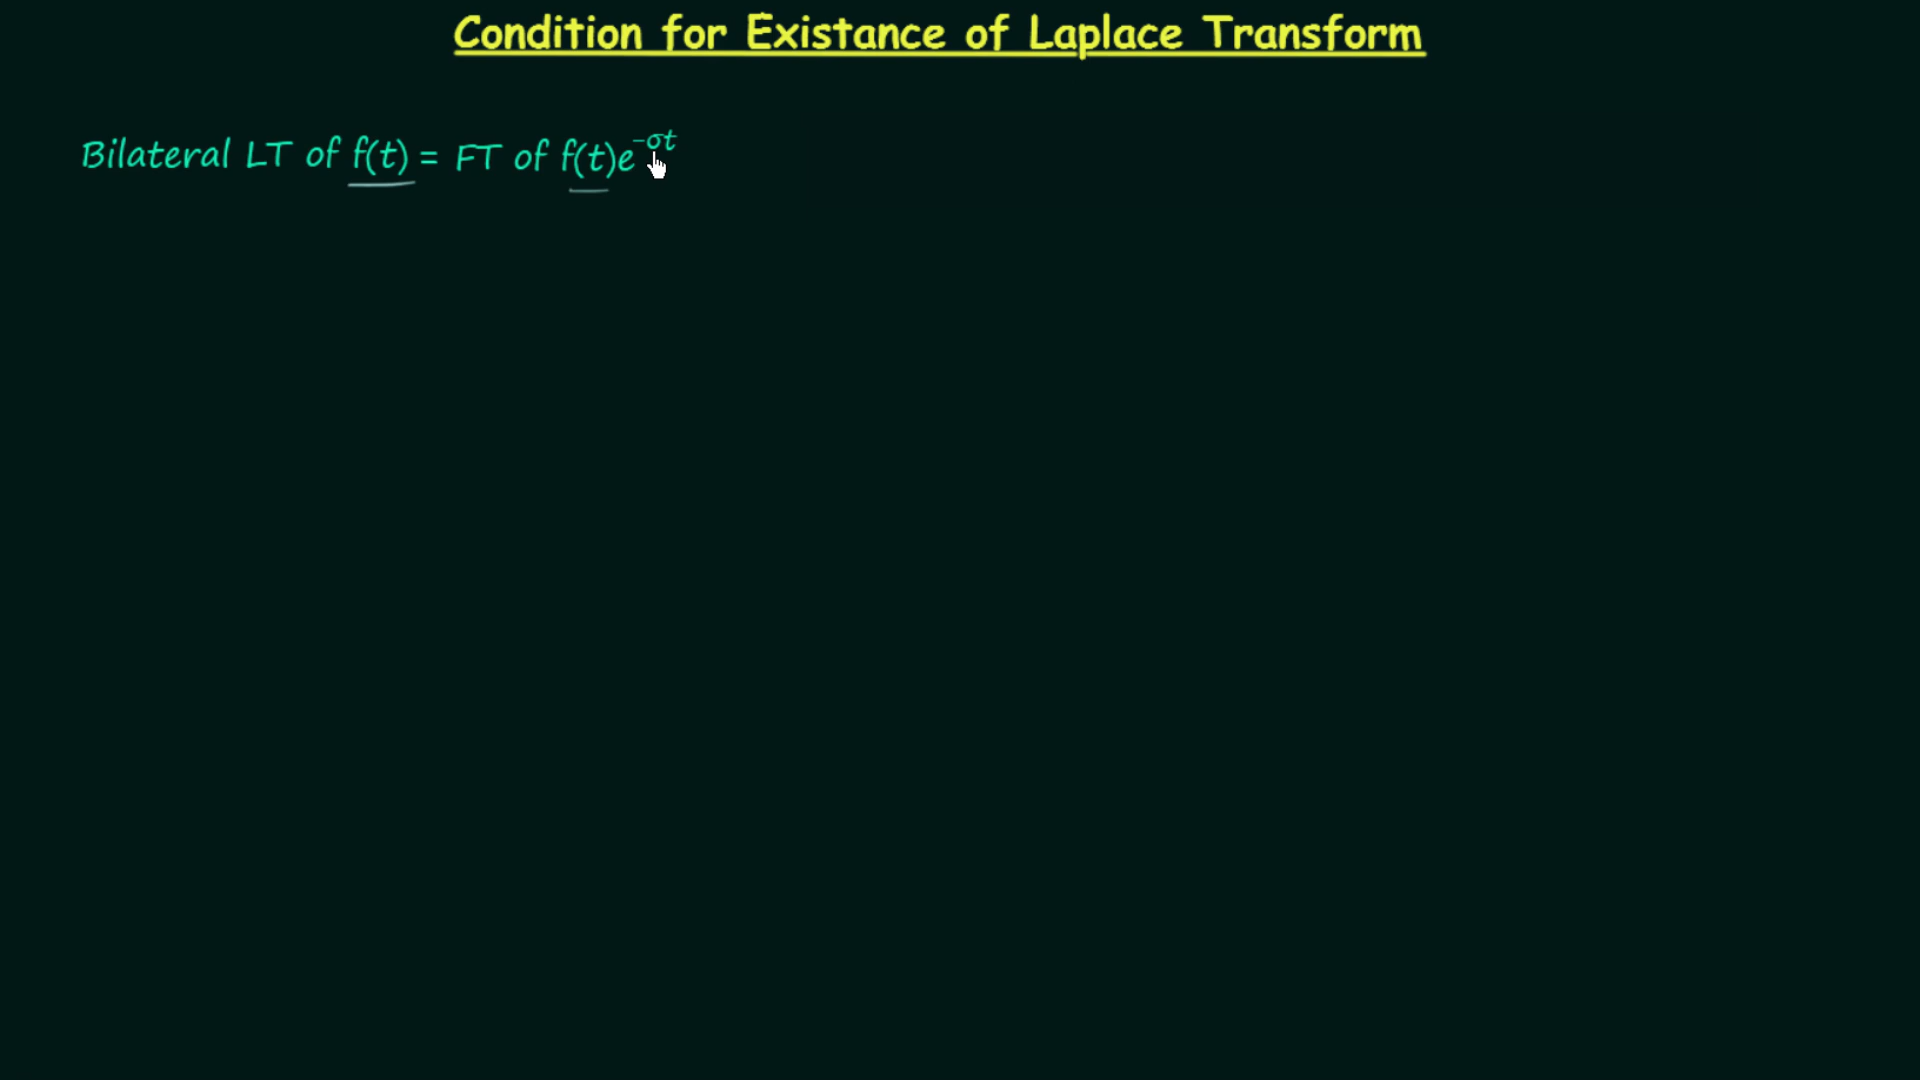 Condition for Existance of Laplace Transform
Bilateral LT of f(t) = FT of f(t)e^{-σt}